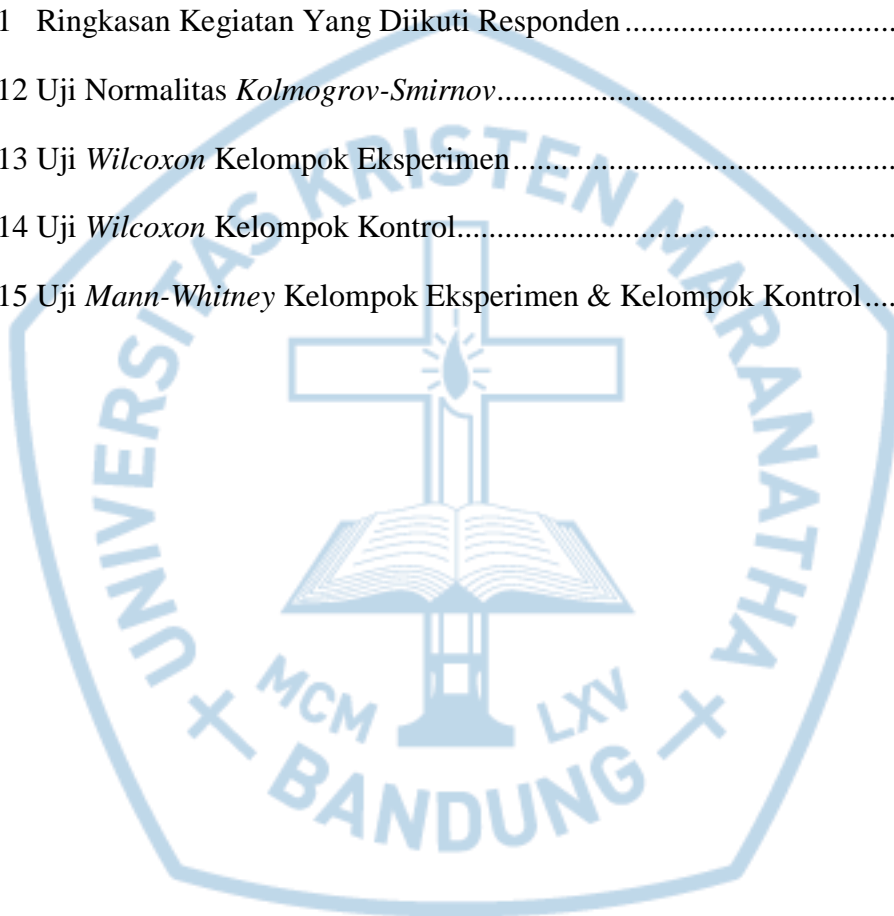 1 Ringkasan Kegiatan Yang Diikuti Responden ..................................
12 Uji Normalitas Kolmogrov-Smirnov..................................................
13 Uji Wilcoxon Kelompok Eksperimen................................................
14 Uji Wilcoxon Kelompok Kontrol.......................................................
15 Uji Mann-Whitney Kelompok Eksperimen & Kelompok Kontrol....
UNIVERSITAS KRISTEN MARANATHA
MCM LXV
BANDUNG